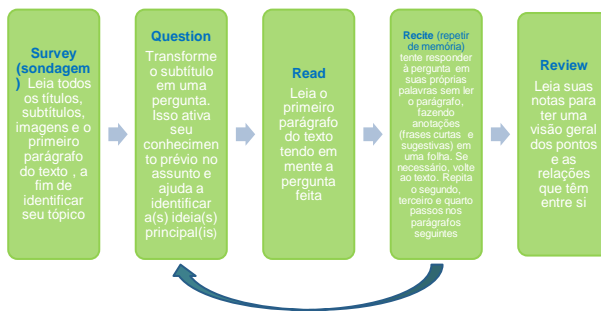 Survey
(sondagem
) Leia todos
os títulos,
subtítulos,
imagens e o
primeiro
parágrafo
do texto , a
fim de
identificar
seu tópico
Question
Transforme
o subtítulo
em uma
pergunta.
Isso ativa
seu
conheciment
o prévio no
assunto e
ajuda a
identificar
a(s) ideia(s)
principal(is)
Read
Leia o
primeiro
parágrafo
do texto
tendo em
mente a
pergunta
feita
Recite (repetir
de memória)
tente responder
à pergunta em
suas próprias
palavras sem ler
o parágrafo,
fazendo
anotações
(frases curtas e
sugestivas) em
uma folha. Se
necessário, volte
ao texto. Repita
o segundo,
terceiro e quarto
passos nos
parágrafos
seguintes
Review
Leia suas
notas para
ter uma
visão geral
dos pontos
e as
relações
que têm
entre si